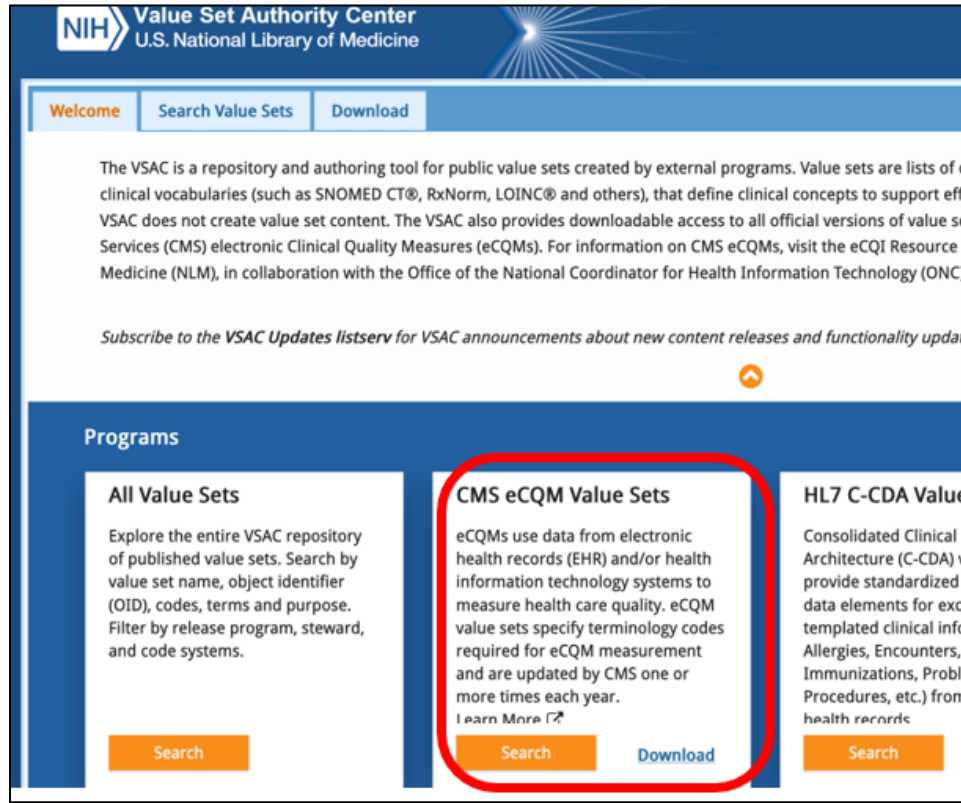 NIH
Value Set Authority Center
U.S. National Library of Medicine
Welcome
Search Value Sets
Download
The VSAC is a repository and authoring tool for public value sets created by external programs. Value sets are lists of
clinical vocabularies (such as SNOMED CT®, RxNorm, LOINC® and others), that define clinical concepts to support
VSAC does not create value set content. The VSAC also provides downloadable access to all official versions of value
Services (CMS) electronic Clinical Quality Measures (eCQMs). For information on CMS eCQMs, visit the eCQI Resource
Medicine (NLM), in collaboration with the Office of the National Coordinator for Health Information Technology (ONC)
Subscribe to the VSAC Updates listserv for VSAC announcements about new content releases and functionality
Programs
All Value Sets
Explore the entire VSAC repository
of published value sets. Search by
value set name, object identifier
(OID), codes, terms and purpose.
Filter by release program, steward,
and code systems.
Search
CMS eCQM Value Sets
eCQMs use data from electronic
health records (EHR) and/or health
information technology systems to
measure health care quality. eCQM
value sets specify terminology codes
required for eCQM measurement
and are updated by CMS one or
more times each year.
Learn More
Search
Download
HL7 C-CDA Value
Consolidated Clinical
Architecture (C-CDA)
provide standardized
data elements for
templated clinical
Allergies, Encounters,
Immunizations,
Procedures, etc.) from
health records
Search